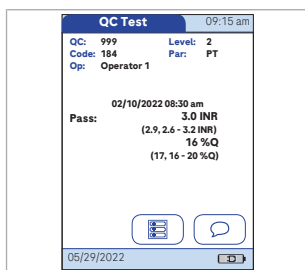 QC Test 09:15 am
QC: 999 Level: 2
Code: 184 Par: PT
Op: Operator 1
02/10/2022 08:30 am
Pass: 3.0 INR
(2.9, 2.6 - 3.2 INR)
16 %Q
(17, 16 - 20 %Q)
05/29/2022